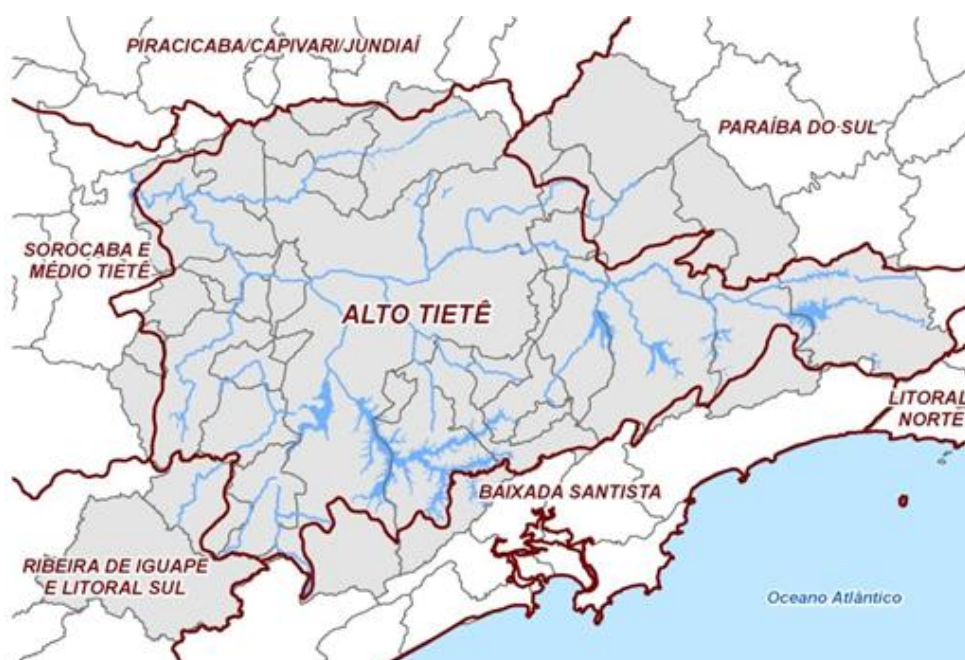 PIRACICABA/CAPIVARI/JUNDIAÍ
PARAÍBA DO SUL
SOROCABA E
MÉDIO TIETÊ
ALTO TIETÊ
LITORAL
NORTE
BAIXADA SANTISTA
RIBEIRA DE IGUAPE
E LITORAL SUL
Oceano Atlântico